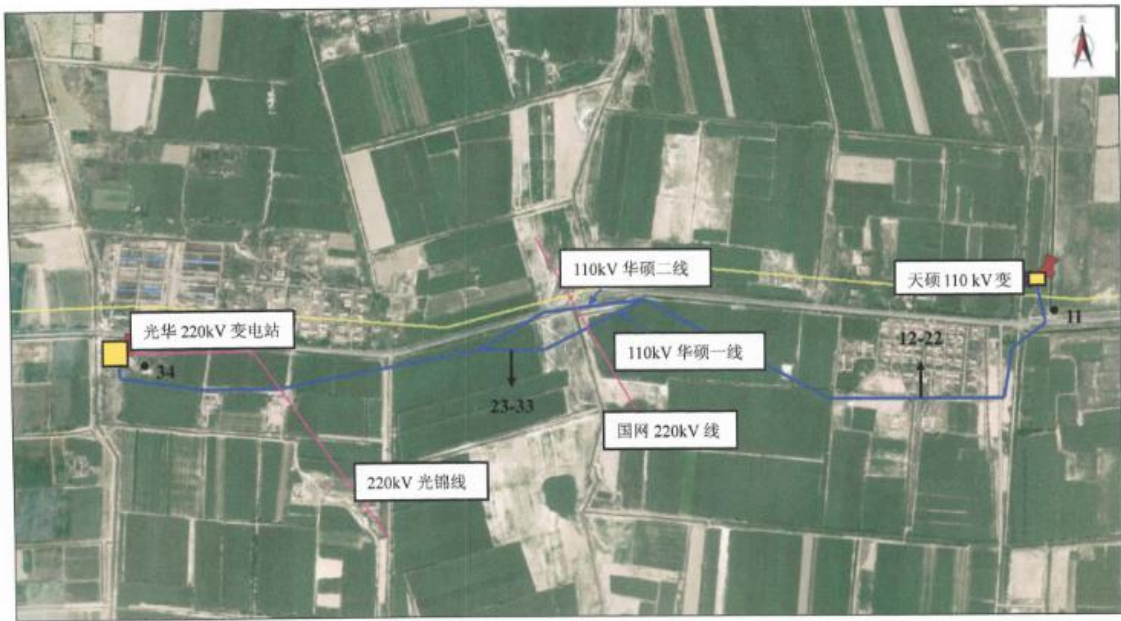 北
110kV 华硕二线
天硕 110 kV 变
11
光华 220kV 变电站
34
110kV 华硕一线
12-22
23-33
国网 220kV 线
220kV 光锦线